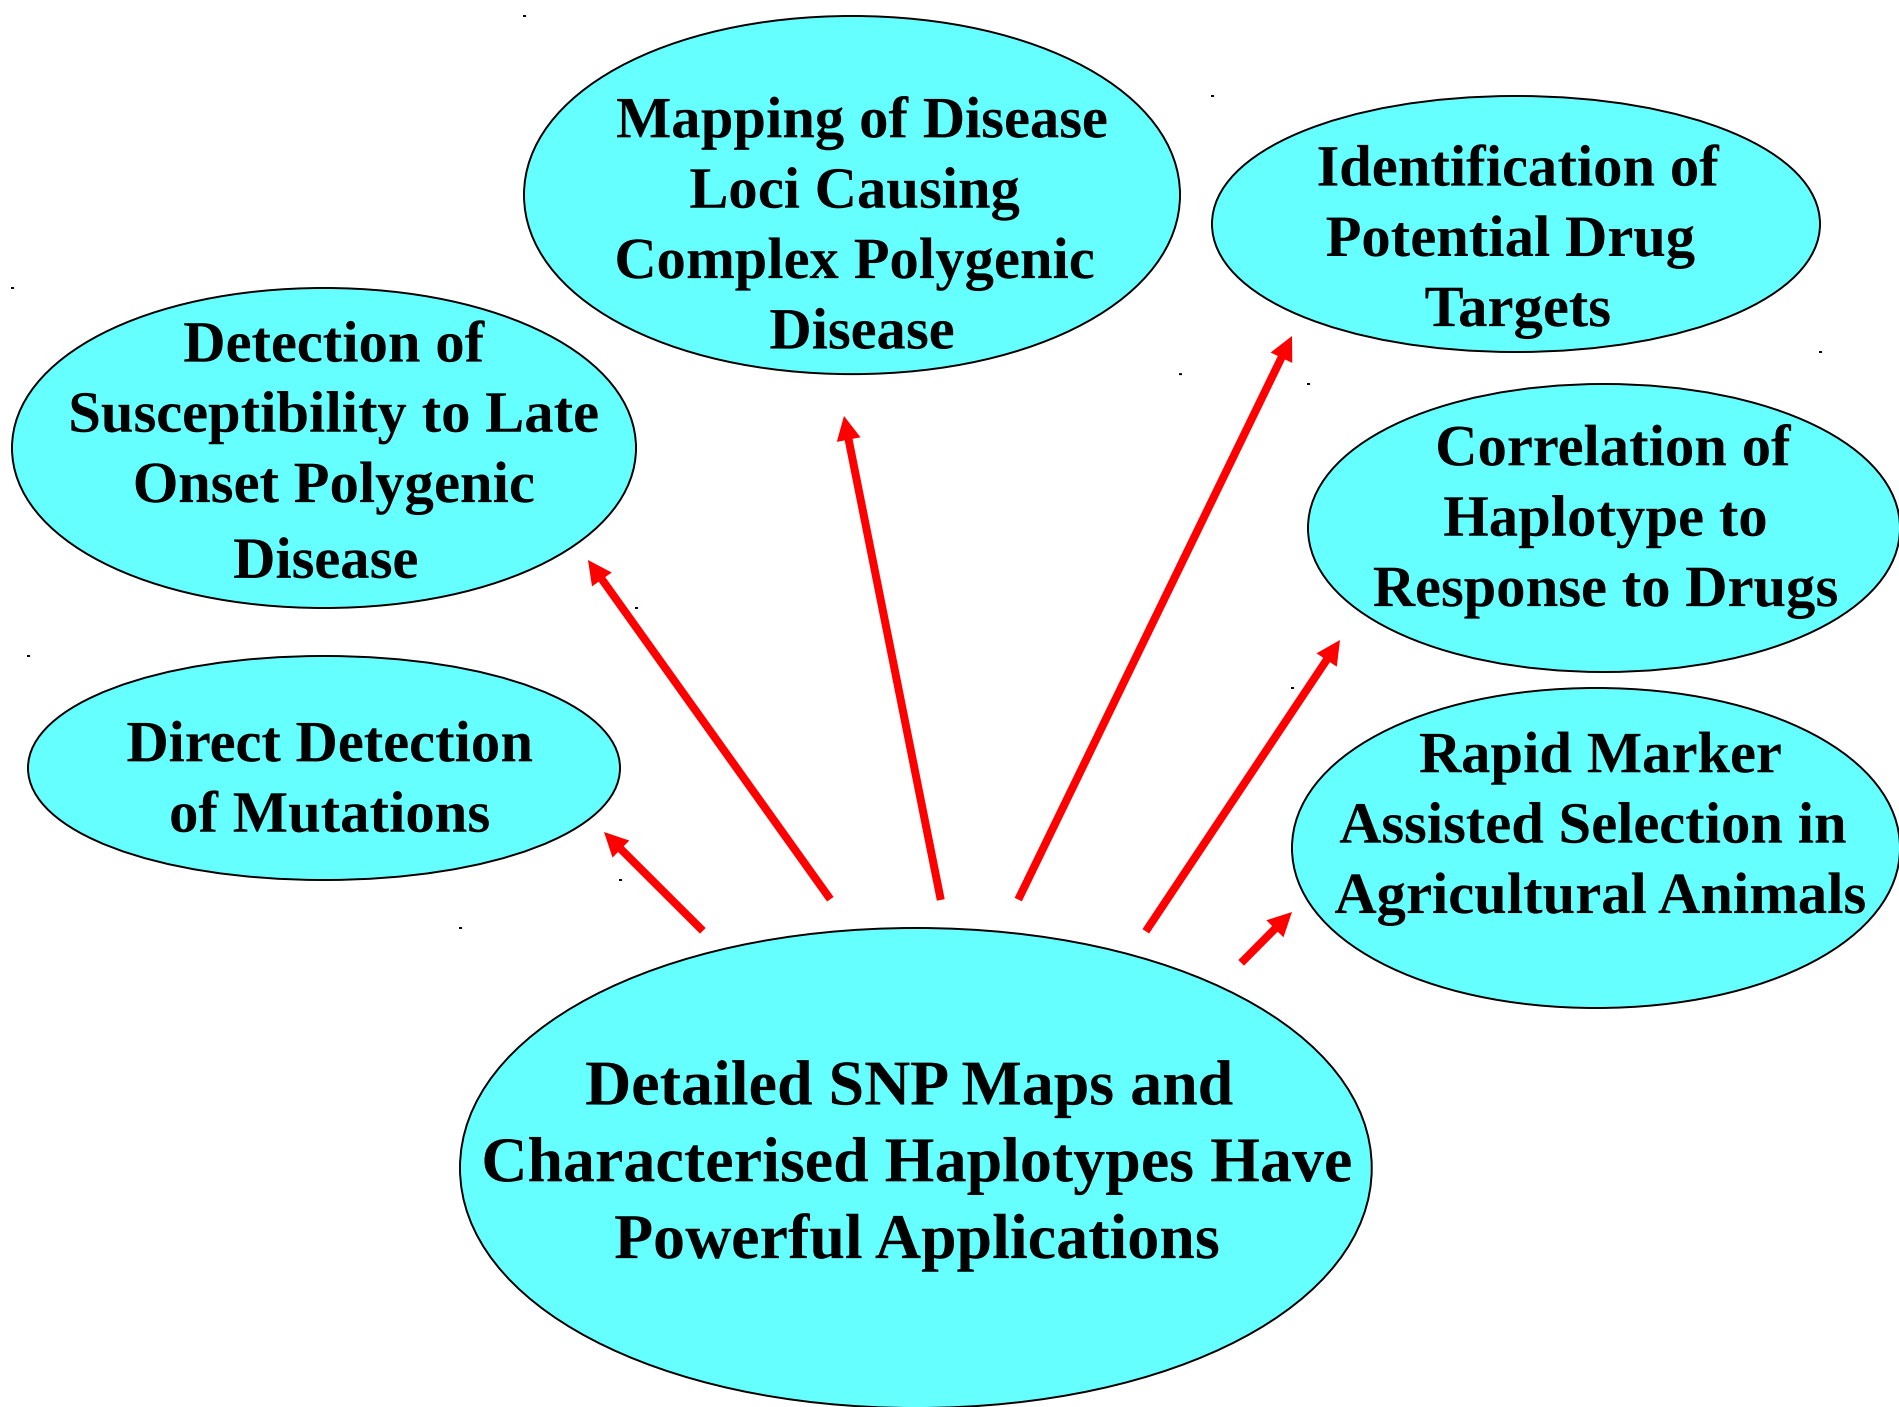 Mapping of Disease
Loci Causing
Complex Polygenic
Disease
Identification of
Potential Drug
Targets
Detection of
Susceptibility to Late
Onset Polygenic
Disease
Correlation of
Haplotype to
Response to Drugs
Direct Detection
of Mutations
Rapid Marker
Assisted Selection in
Agricultural Animals
Detailed SNP Maps and
Characterised Haplotypes Have
Powerful Applications